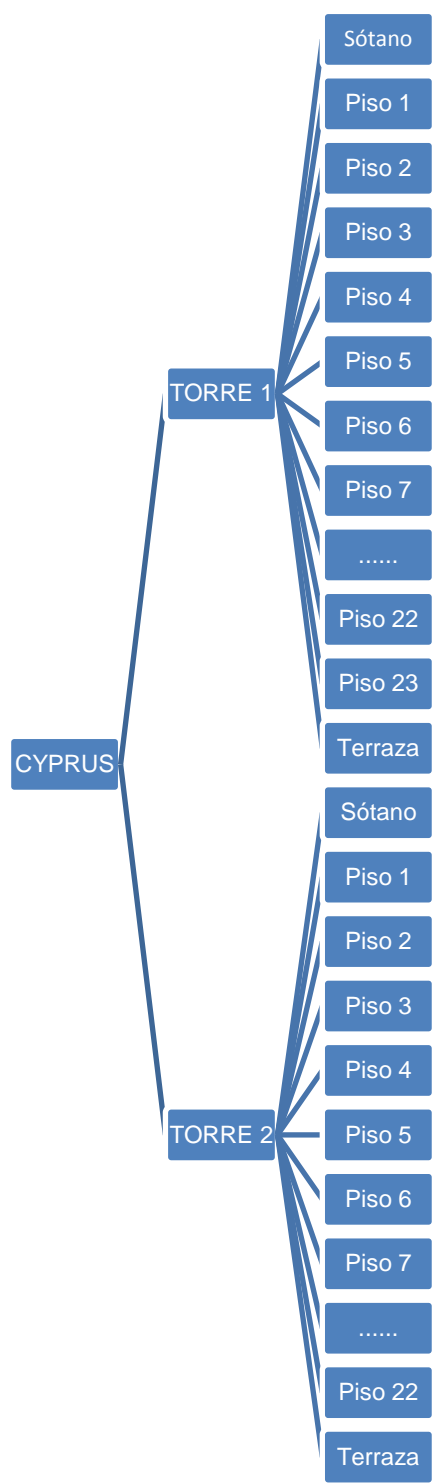 CYPRUS
TORRE 1
Sótano
Piso 1
Piso 2
Piso 3
Piso 4
Piso 5
Piso 6
Piso 7
......
Piso 22
Piso 23
Terraza
TORRE 2
Sótano
Piso 1
Piso 2
Piso 3
Piso 4
Piso 5
Piso 6
Piso 7
......
Piso 22
Terraza